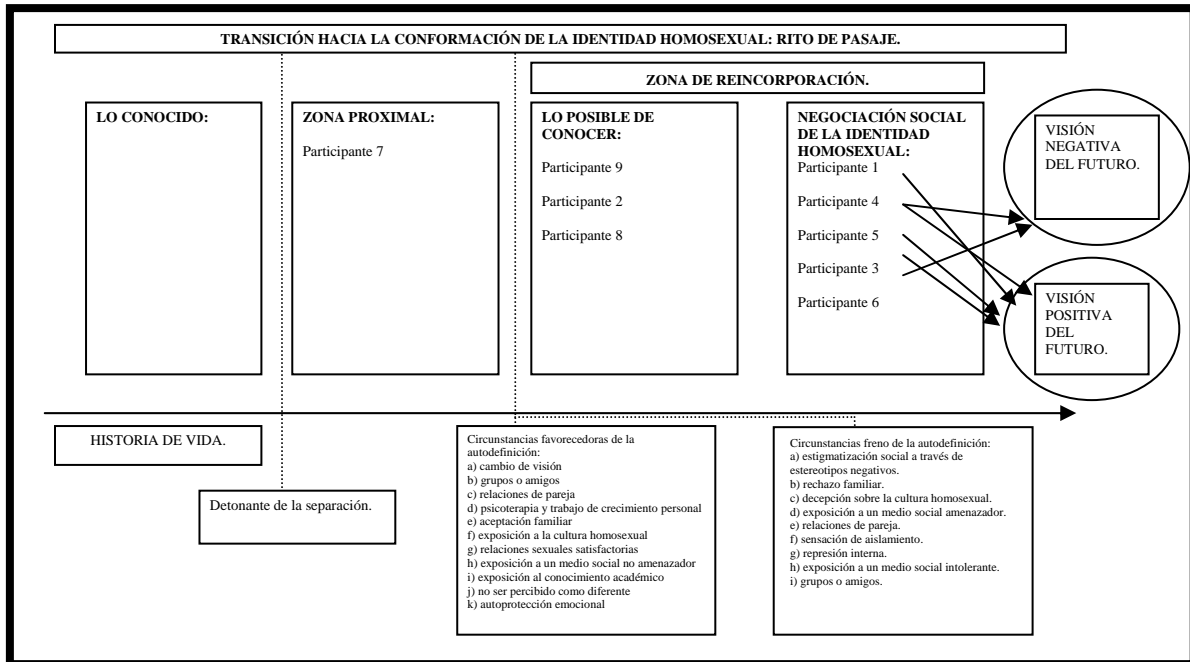 TRANSICIÓN HACIA LA CONFORMACIÓN DE LA IDENTIDAD HOMOSEXUAL: RITO DE PASAJE.
ZONA DE REINCORPORACIÓN.
LO CONOCIDO:
ZONA PROXIMAL:
Participante 7
LO POSIBLE DE
CONOCER:
Participante 9
Participante 2
Participante 8
NEGOCIACIÓN SOCIAL
DE LA IDENTIDAD
HOMOSEXUAL:
Participante 1
Participante 4
Participante 5
Participante 3
Participante 6
VISIÓN
NEGATIVA
DEL FUTURO.
VISIÓN
POSITIVA
DEL
FUTURO.
HISTORIA DE VIDA.
Detonante de la separación.
Circunstancias favorecedoras de la
autodefinición:
a) cambio de visión
b) grupos o amigos
c) relaciones de pareja
d) psicoterapia y trabajo de crecimiento personal
e) aceptación familiar
f) exposición a la cultura homosexual
g) relaciones sexuales satisfactorias
h) exposición a un medio social no amenazador
i) exposición al conocimiento académico
j) no ser percibido como diferente
k) autoprotección emocional
Circunstancias freno de la autodefinición:
a) estigmatización social a través de
estereotipos negativos.
b) rechazo familiar.
c) decepción sobre la cultura homosexual.
d) exposición a un medio social amenazador.
e) relaciones de pareja.
f) sensación de aislamiento.
g) represión interna.
h) exposición a un medio social intolerante.
i) grupos o amigos.